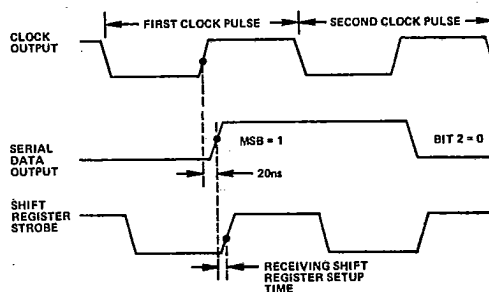 FIRST CLOCK PULSE
SECOND CLOCK PULSE
CLOCK
OUTPUT
SERIAL
DATA
OUTPUT
MSB = 1
BIT 2 = 0
20ns
SHIFT
REGISTER
STROBE
RECEIVING SHIFT
REGISTER SETUP
TIME